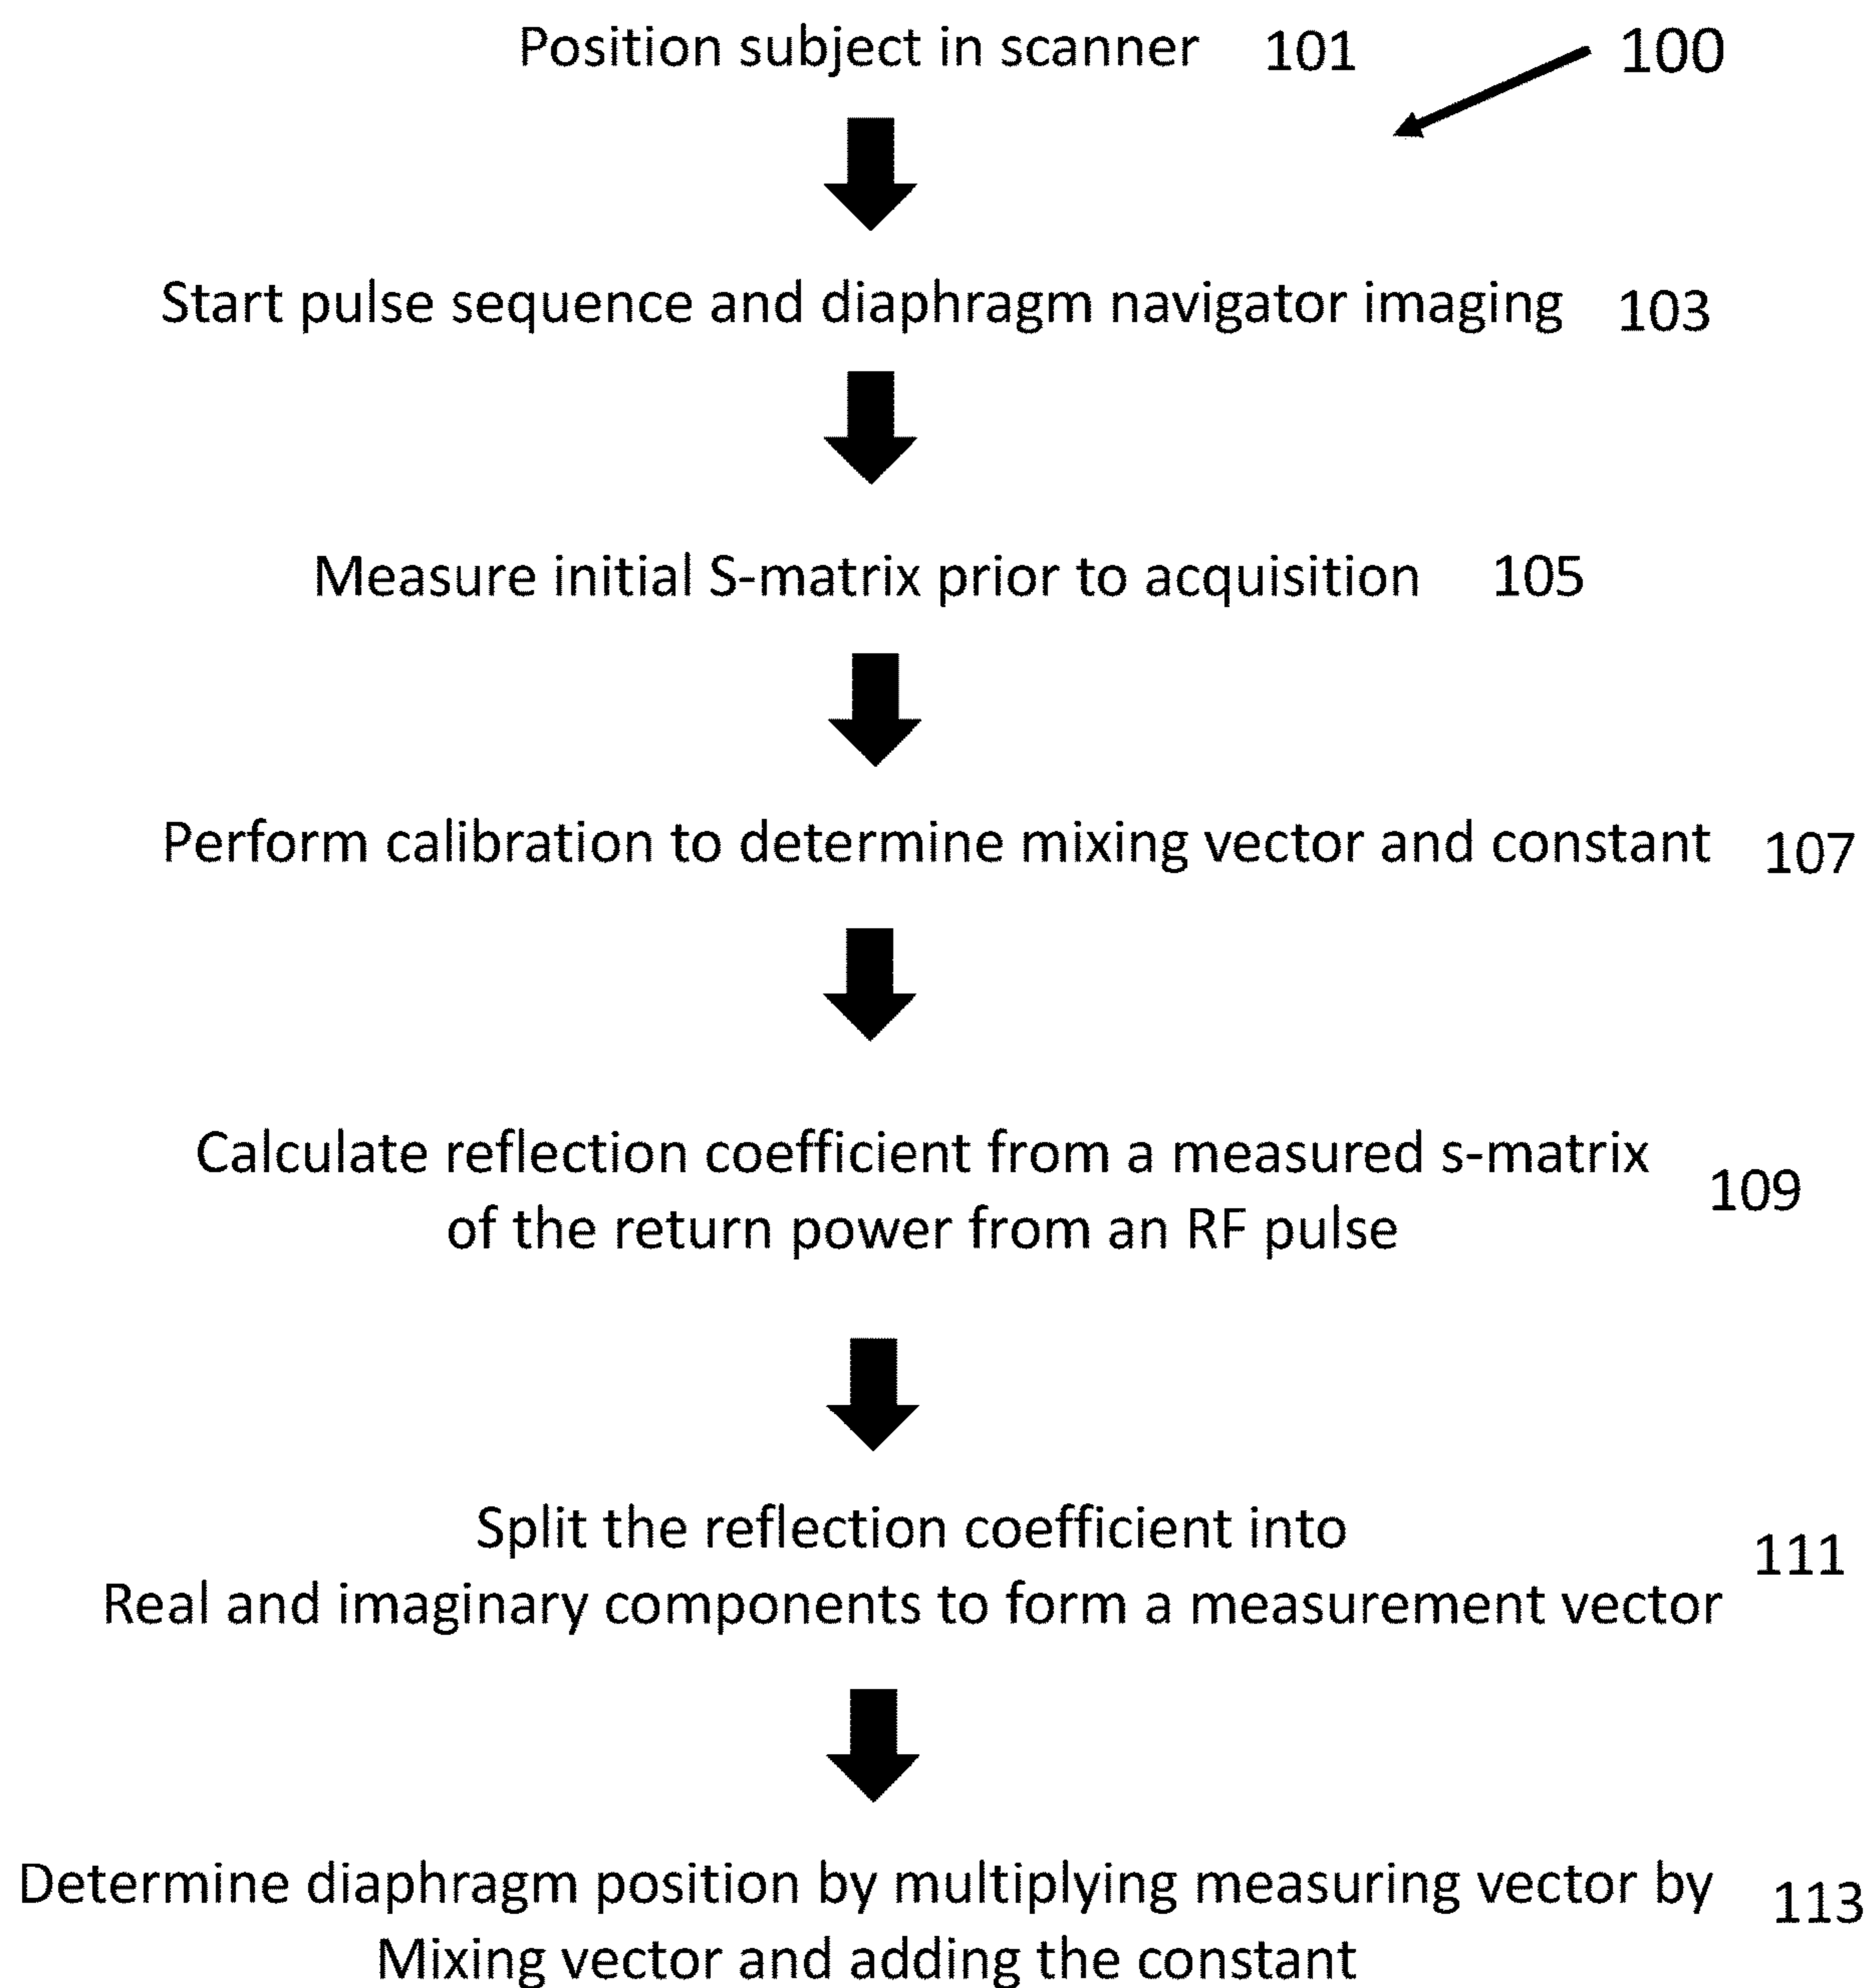 Position subject in scanner 101 100
Start pulse sequence and diaphragm navigator imaging 103
Measure initial S-matrix prior to acquisition 105
Perform calibration to determine mixing vector and constant 107
Calculate reflection coefficient from a measured s-matrix 109
of the return power from an RF pulse
Split the reflection coefficient into 111
Real and imaginary components to form a measurement vector
Determine diaphragm position by multiplying measuring vector by 113
Mixing vector and adding the constant